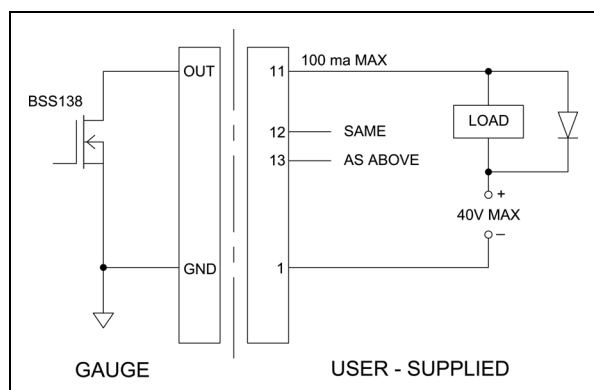 OUT
11
100 ma MAX
BSS138
LOAD
12
SAME
13
AS ABOVE
+
40V MAX
–
GND
1
GAUGE
USER - SUPPLIED